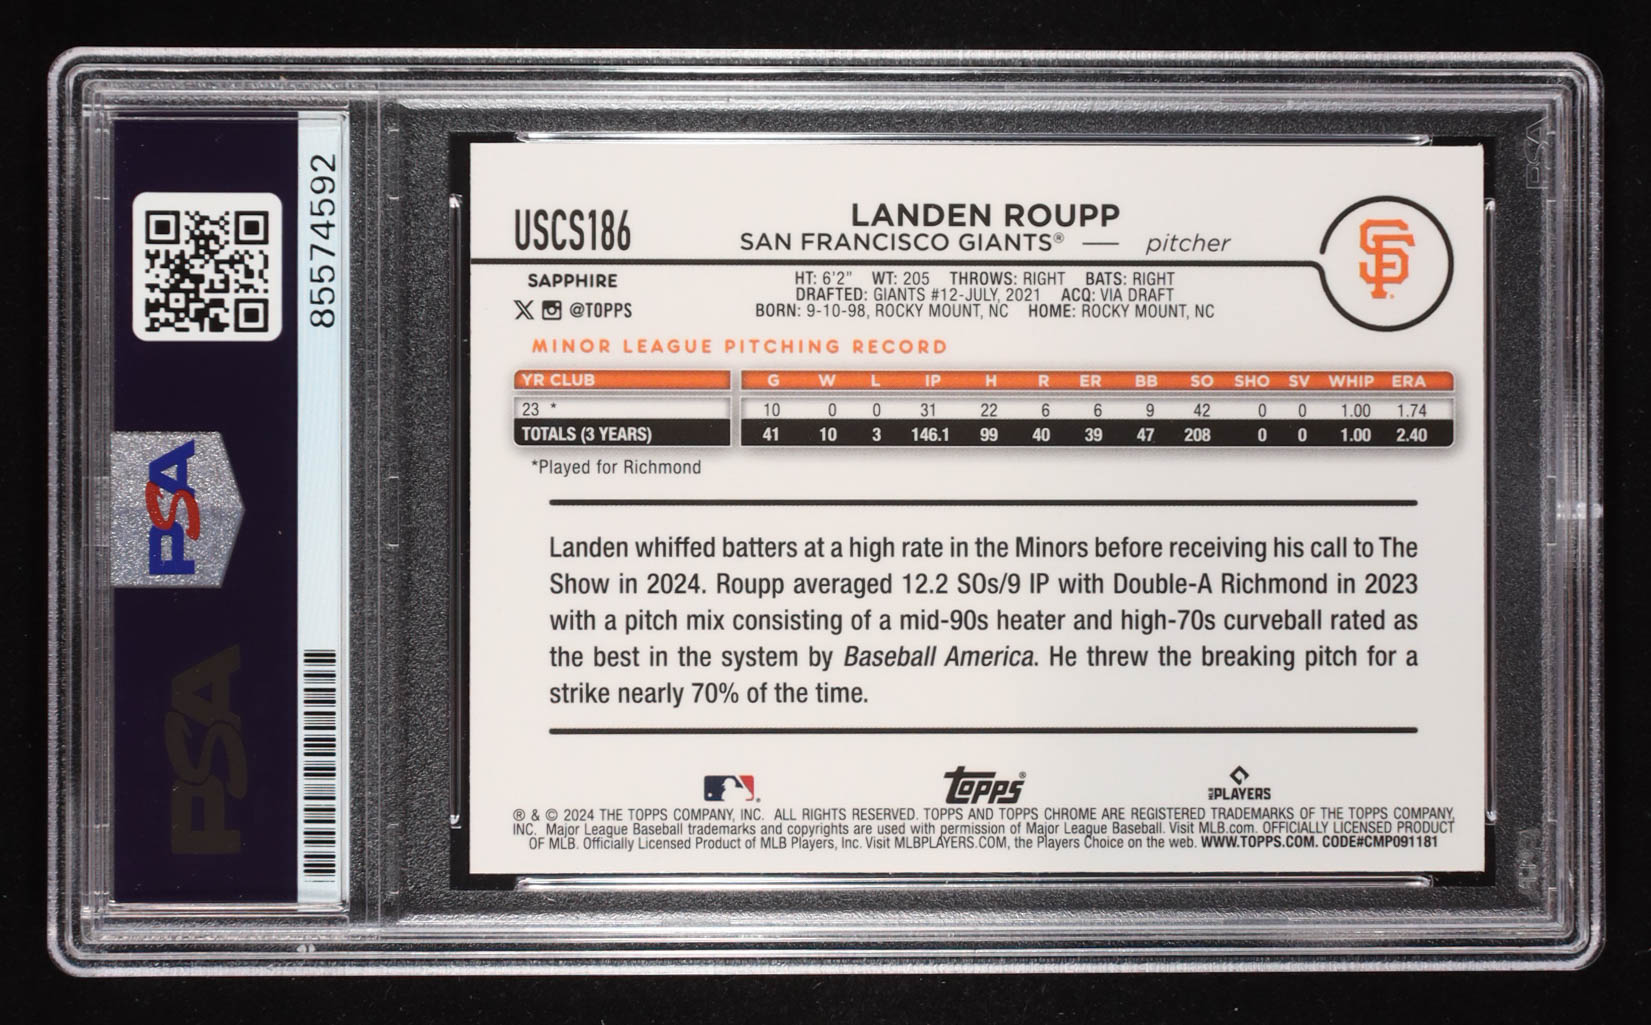 85574592
PSA
PSA
PSA
USCS186
LANDEN ROUPP
SAN FRANCISCO GIANTS® — pitcher
SF
SAPPHIRE
@TOPPS
HT: 6'2" WT: 205 THROWS: RIGHT BATS: RIGHT
DRAFTED: GIANTS #12-JULY, 2021 ACQ: VIA DRAFT
BORN: 9-10-98, ROCKY MOUNT, NC HOME: ROCKY MOUNT, NC
MINOR LEAGUE PITCHING RECORD
YR CLUB G W L IP H R ER BB SO SHO SV WHIP ERA
23 * 10 0 0 31 22 6 6 9 42 0 0 1.00 1.74
TOTALS (3 YEARS) 41 10 3 146.1 99 40 39 47 208 0 0 1.00 2.40
*Played for Richmond
Landen whiffed batters at a high rate in the Minors before receiving his call to The
Show in 2024. Roupp averaged 12.2 SOs/9 IP with Double-A Richmond in 2023
with a pitch mix consisting of a mid-90s heater and high-70s curveball rated as
the best in the system by Baseball America. He threw the breaking pitch for a
strike nearly 70% of the time.
Topps®
MLB PLAYERS
® & © 2024 THE TOPPS COMPANY, INC. ALL RIGHTS RESERVED. TOPPS AND TOPPS CHROME ARE REGISTERED TRADEMARKS OF THE TOPPS COMPANY,
INC. Major League Baseball trademarks and copyrights are used with permission of Major League Baseball. Visit MLB.com. OFFICIALLY LICENSED PRODUCT
OF MLB. Officially Licensed Product of MLB Players, Inc. Visit MLBPLAYERS.COM, the Players Choice on the web. WWW.TOPPS.COM. CODE#CMP091181